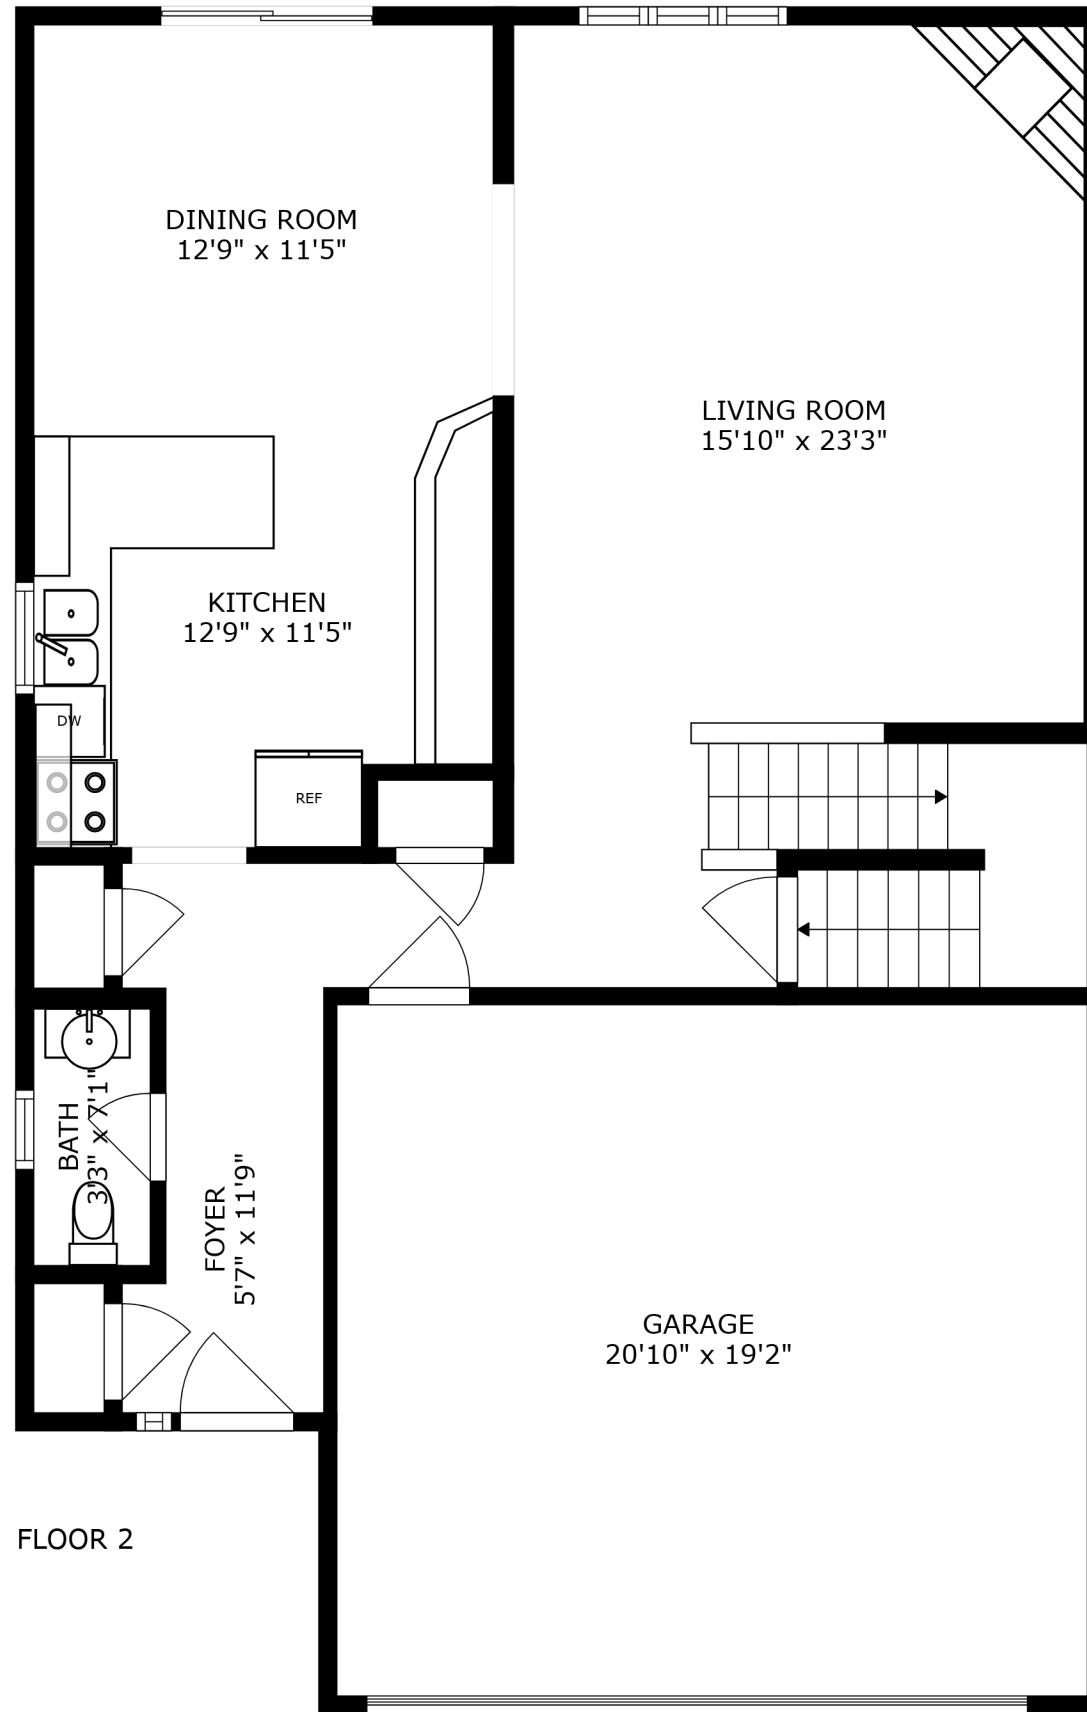 DINING ROOM
12'9" x 11'5"
LIVING ROOM
15'10" x 23'3"
KITCHEN
12'9" x 11'5"
DW
REF
BATH
3'3" x 7'1"
FOYER
5'7" x 11'9"
GARAGE
20'10" x 19'2"
FLOOR 2